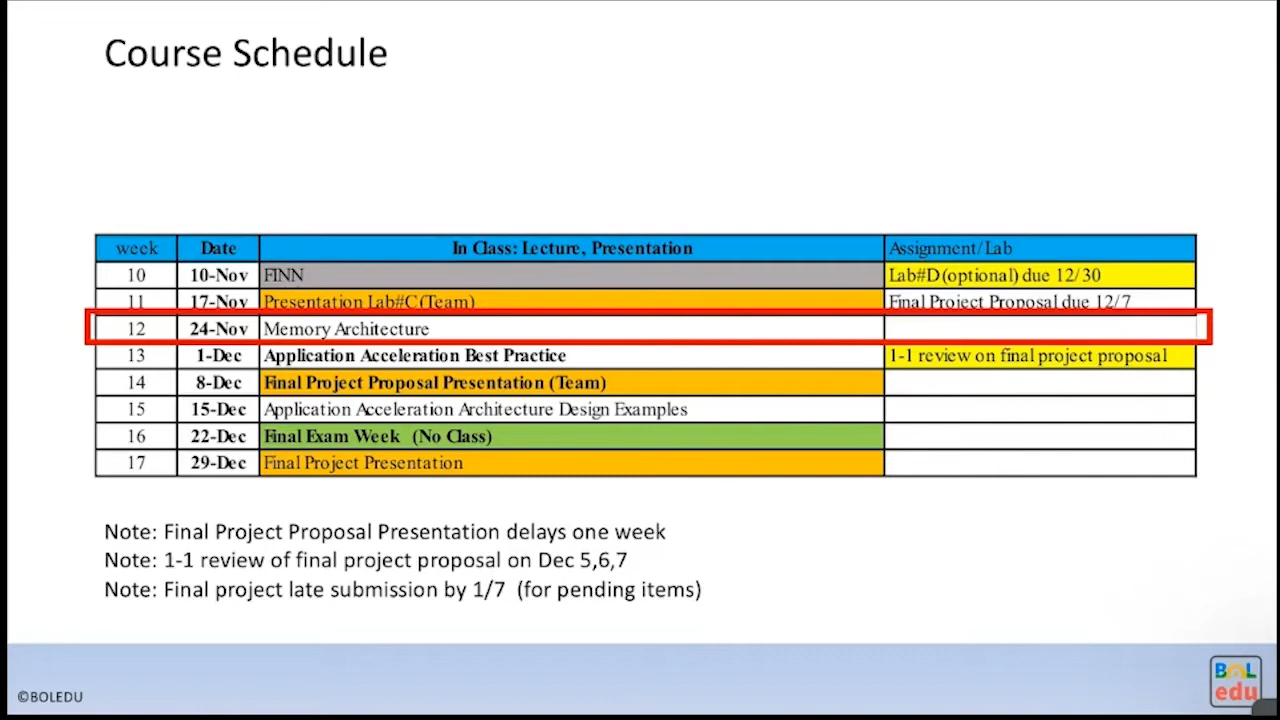 Course Schedule
week Date In Class: Lecture, Presentation Assignment/Lab
10 10-Nov FINN Lab#D(optional) due 12/30
11 17-Nov Presentation Lab#C(Team) Final Project Proposal due 12/7
12 24-Nov Memory Architecture
13 1-Dec Application Acceleration Best Practice 1-1 review on final project proposal
14 8-Dec Final Project Proposal Presentation (Team)
15 15-Dec Application Acceleration Architecture Design Examples
16 22-Dec Final Exam Week (No Class)
17 29-Dec Final Project Presentation
Note: Final Project Proposal Presentation delays one week
Note: 1-1 review of final project proposal on Dec 5,6,7
Note: Final project late submission by 1/7 (for pending items)
©BOLEDU
BOL
edu